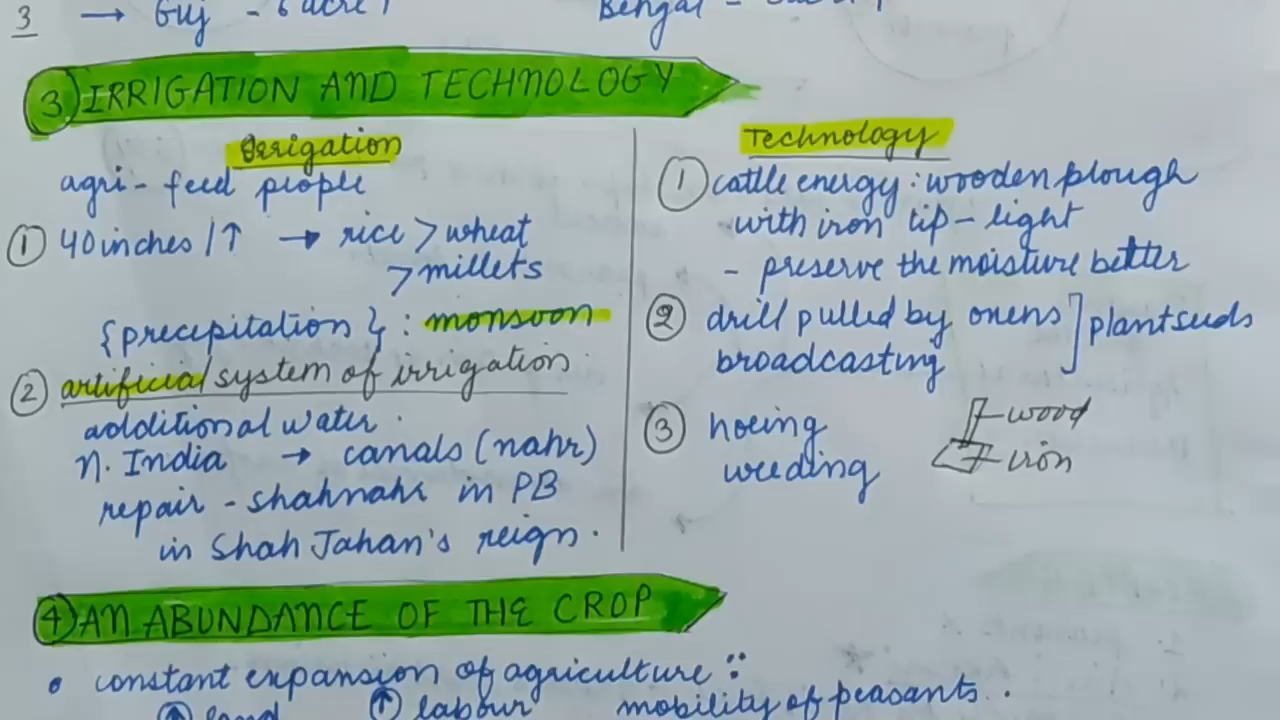 3 → Guj - 6 acre
Bengal -
③ IRRIGATION AND TECHNOLOGY
Irrigation
agri - feed people
① 40 inches / ↑ → rice > wheat
> millets
{precepitation} : monsoon
② artificial system of irrigation
additional water.
N. India → canals (nahr)
repair - shahnahr in PB
in Shah Jahan's reign.
Technology
① cattle energy : wooden plough
with iron tip - light
- preserve the moisture better
② drill pulled by oxens
broadcasting ] plant seeds
③ hoeing
weeding
wood
iron
④ AN ABUNDANCE OF THE CROP
• constant expansion of agriculture ::
↑ land ↑ labour mobility of peasants..